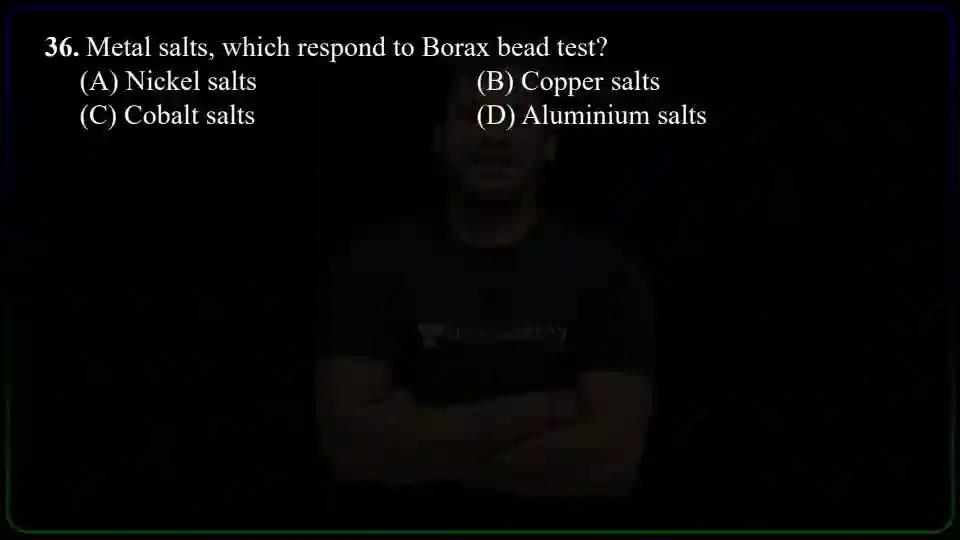 36. Metal salts, which respond to Borax bead test?
(A) Nickel salts (B) Copper salts
(C) Cobalt salts (D) Aluminium salts